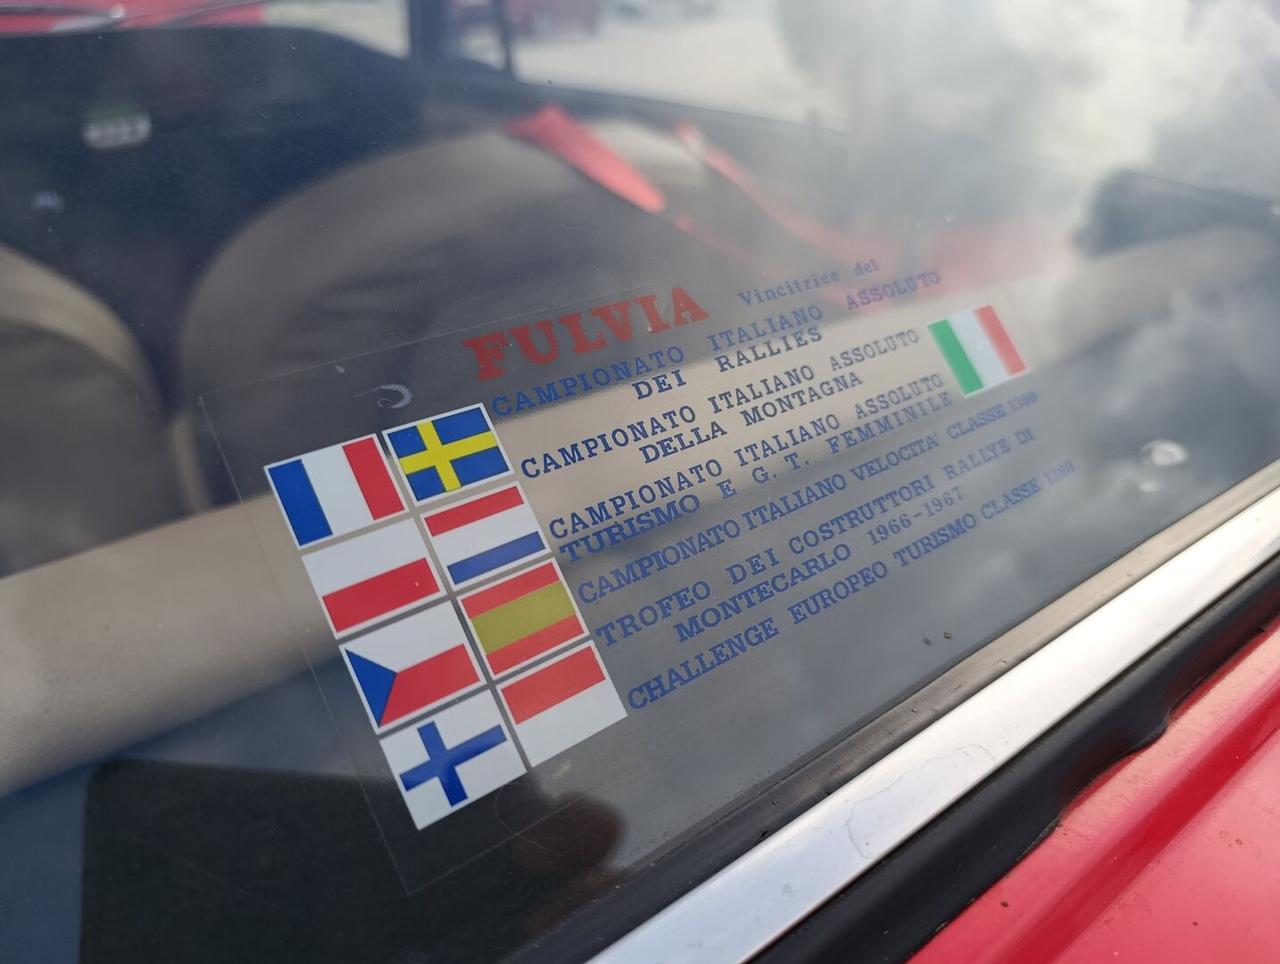 FULVIA Vincitrice del
CAMPIONATO ITALIANO ASSOLUTO
DEI RALLIES
CAMPIONATO ITALIANO ASSOLUTO
DELLA MONTAGNA
CAMPIONATO ITALIANO ASSOLUTO
TURISMO E G. T. FEMMINILE
CAMPIONATO ITALIANO VELOCITA' CLASSE 1300
TROFEO DEI COSTRUTTORI RALLYE DI
MONTECARLO 1966-1967
CHALLENGE EUROPEO TURISMO CLASSE 1300